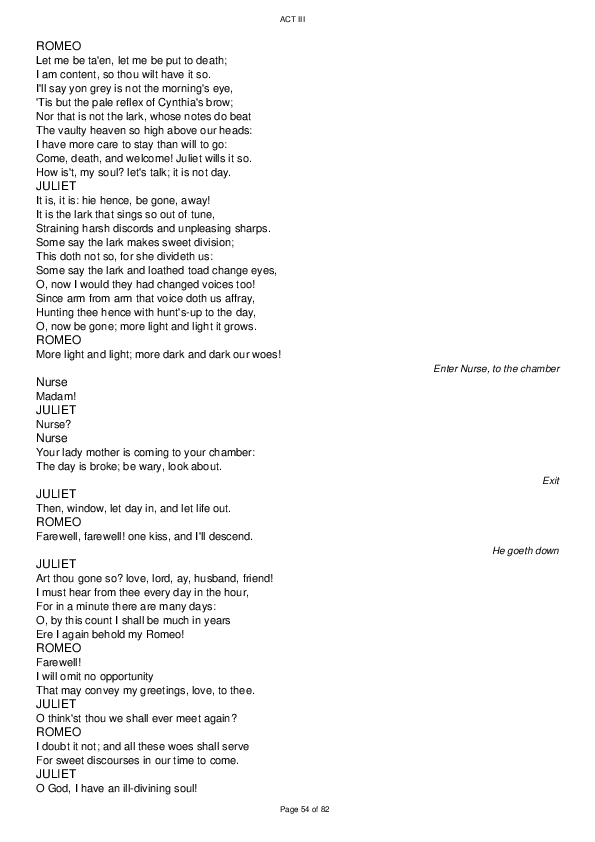 ACT III
ROMEO
Let me be ta'en, let me be put to death;
I am content, so thou wilt have it so.
I'll say yon grey is not the morning's eye,
'Tis but the pale reflex of Cynthia's brow;
Nor that is not the lark, whose notes do beat
The vaulty heaven so high above our heads:
I have more care to stay than will to go:
Come, death, and welcome! Juliet wills it so.
How is't, my soul? let's talk; it is not day.
JULIET
It is, it is: hie hence, be gone, away!
It is the lark that sings so out of tune,
Straining harsh discords and unpleasing sharps.
Some say the lark makes sweet division;
This doth not so, for she divideth us:
Some say the lark and loathed toad change eyes,
O, now I would they had changed voices too!
Since arm from arm that voice doth us affray,
Hunting thee hence with hunt's-up to the day,
O, now be gone; more light and light it grows.
ROMEO
More light and light; more dark and dark our woes!
Enter Nurse, to the chamber
Nurse
Madam!
JULIET
Nurse?
Nurse
Your lady mother is coming to your chamber:
The day is broke; be wary, look about.
Exit
JULIET
Then, window, let day in, and let life out.
ROMEO
Farewell, farewell! one kiss, and I'll descend.
He goeth down
JULIET
Art thou gone so? love, lord, ay, husband, friend!
I must hear from thee every day in the hour,
For in a minute there are many days:
O, by this count I shall be much in years
Ere I again behold my Romeo!
ROMEO
Farewell!
I will omit no opportunity
That may convey my greetings, love, to thee.
JULIET
O think'st thou we shall ever meet again?
ROMEO
I doubt it not; and all these woes shall serve
For sweet discourses in our time to come.
JULIET
O God, I have an ill-divining soul!
Page 54 of 82